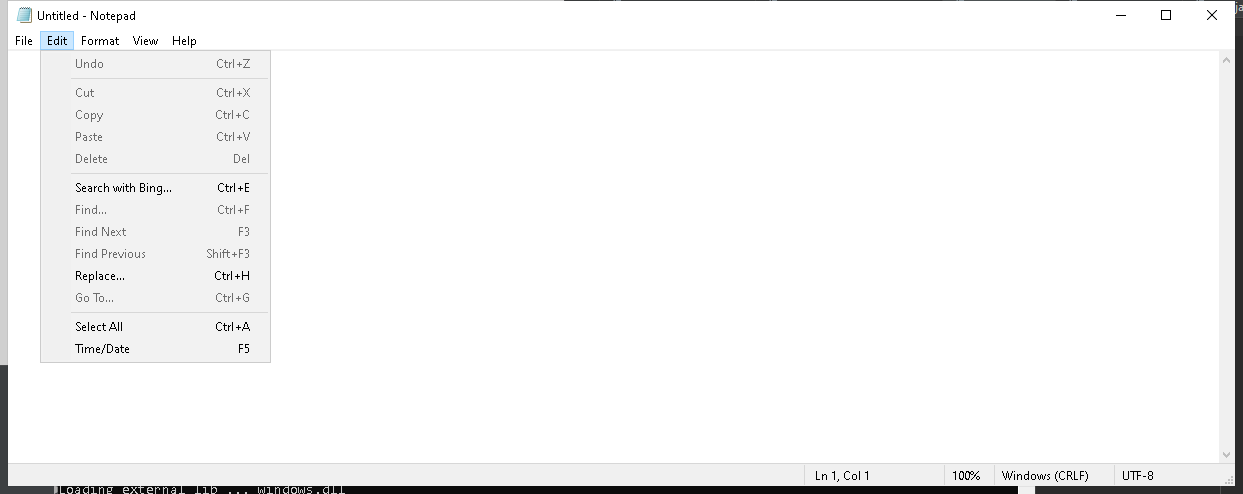 Untitled - Notepad
File Edit Format View Help
Undo Ctrl+Z
Cut Ctrl+X
Copy Ctrl+C
Paste Ctrl+V
Delete Del
Search with Bing... Ctrl+E
Find... Ctrl+F
Find Next F3
Find Previous Shift+F3
Replace... Ctrl+H
Go To... Ctrl+G
Select All Ctrl+A
Time/Date F5
Ln 1, Col 1 100% Windows (CRLF) UTF-8
Loading external lib ... windows.dll